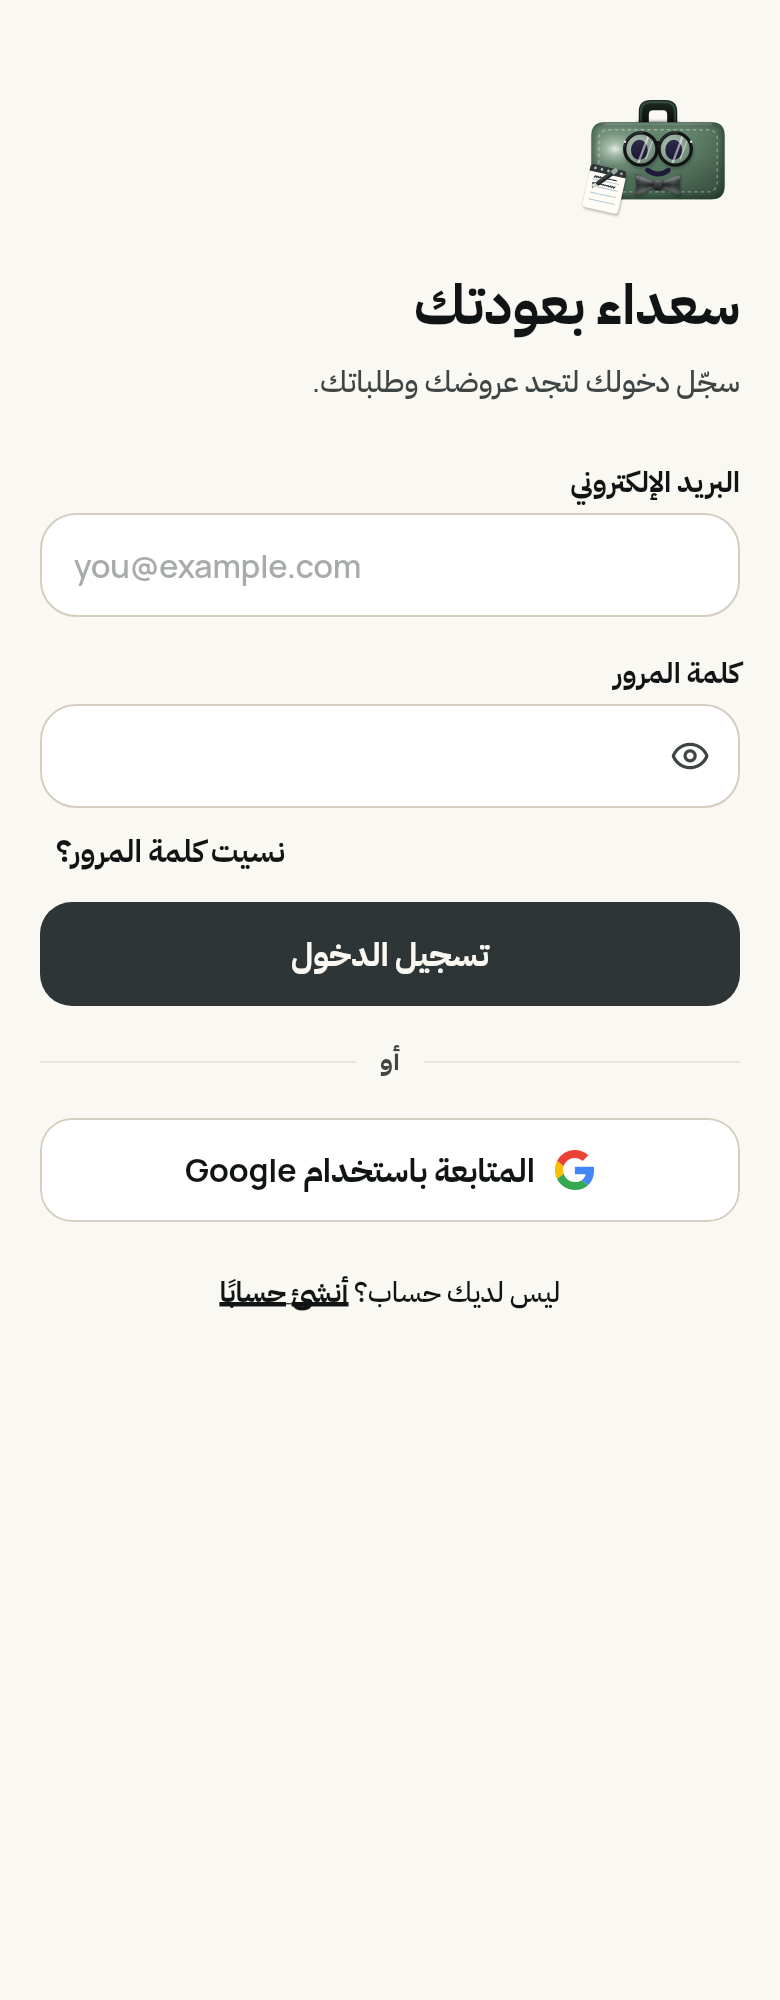 سعداء بعودتك
سجّل دخولك لتجد عروضك وطلباتك.
البريد الإلكتروني
you@example.com
كلمة المرور
نسيت كلمة المرور؟
تسجيل الدخول
أو
المتابعة باستخدام Google
ليس لديك حساب؟ أنشئ حسابًا